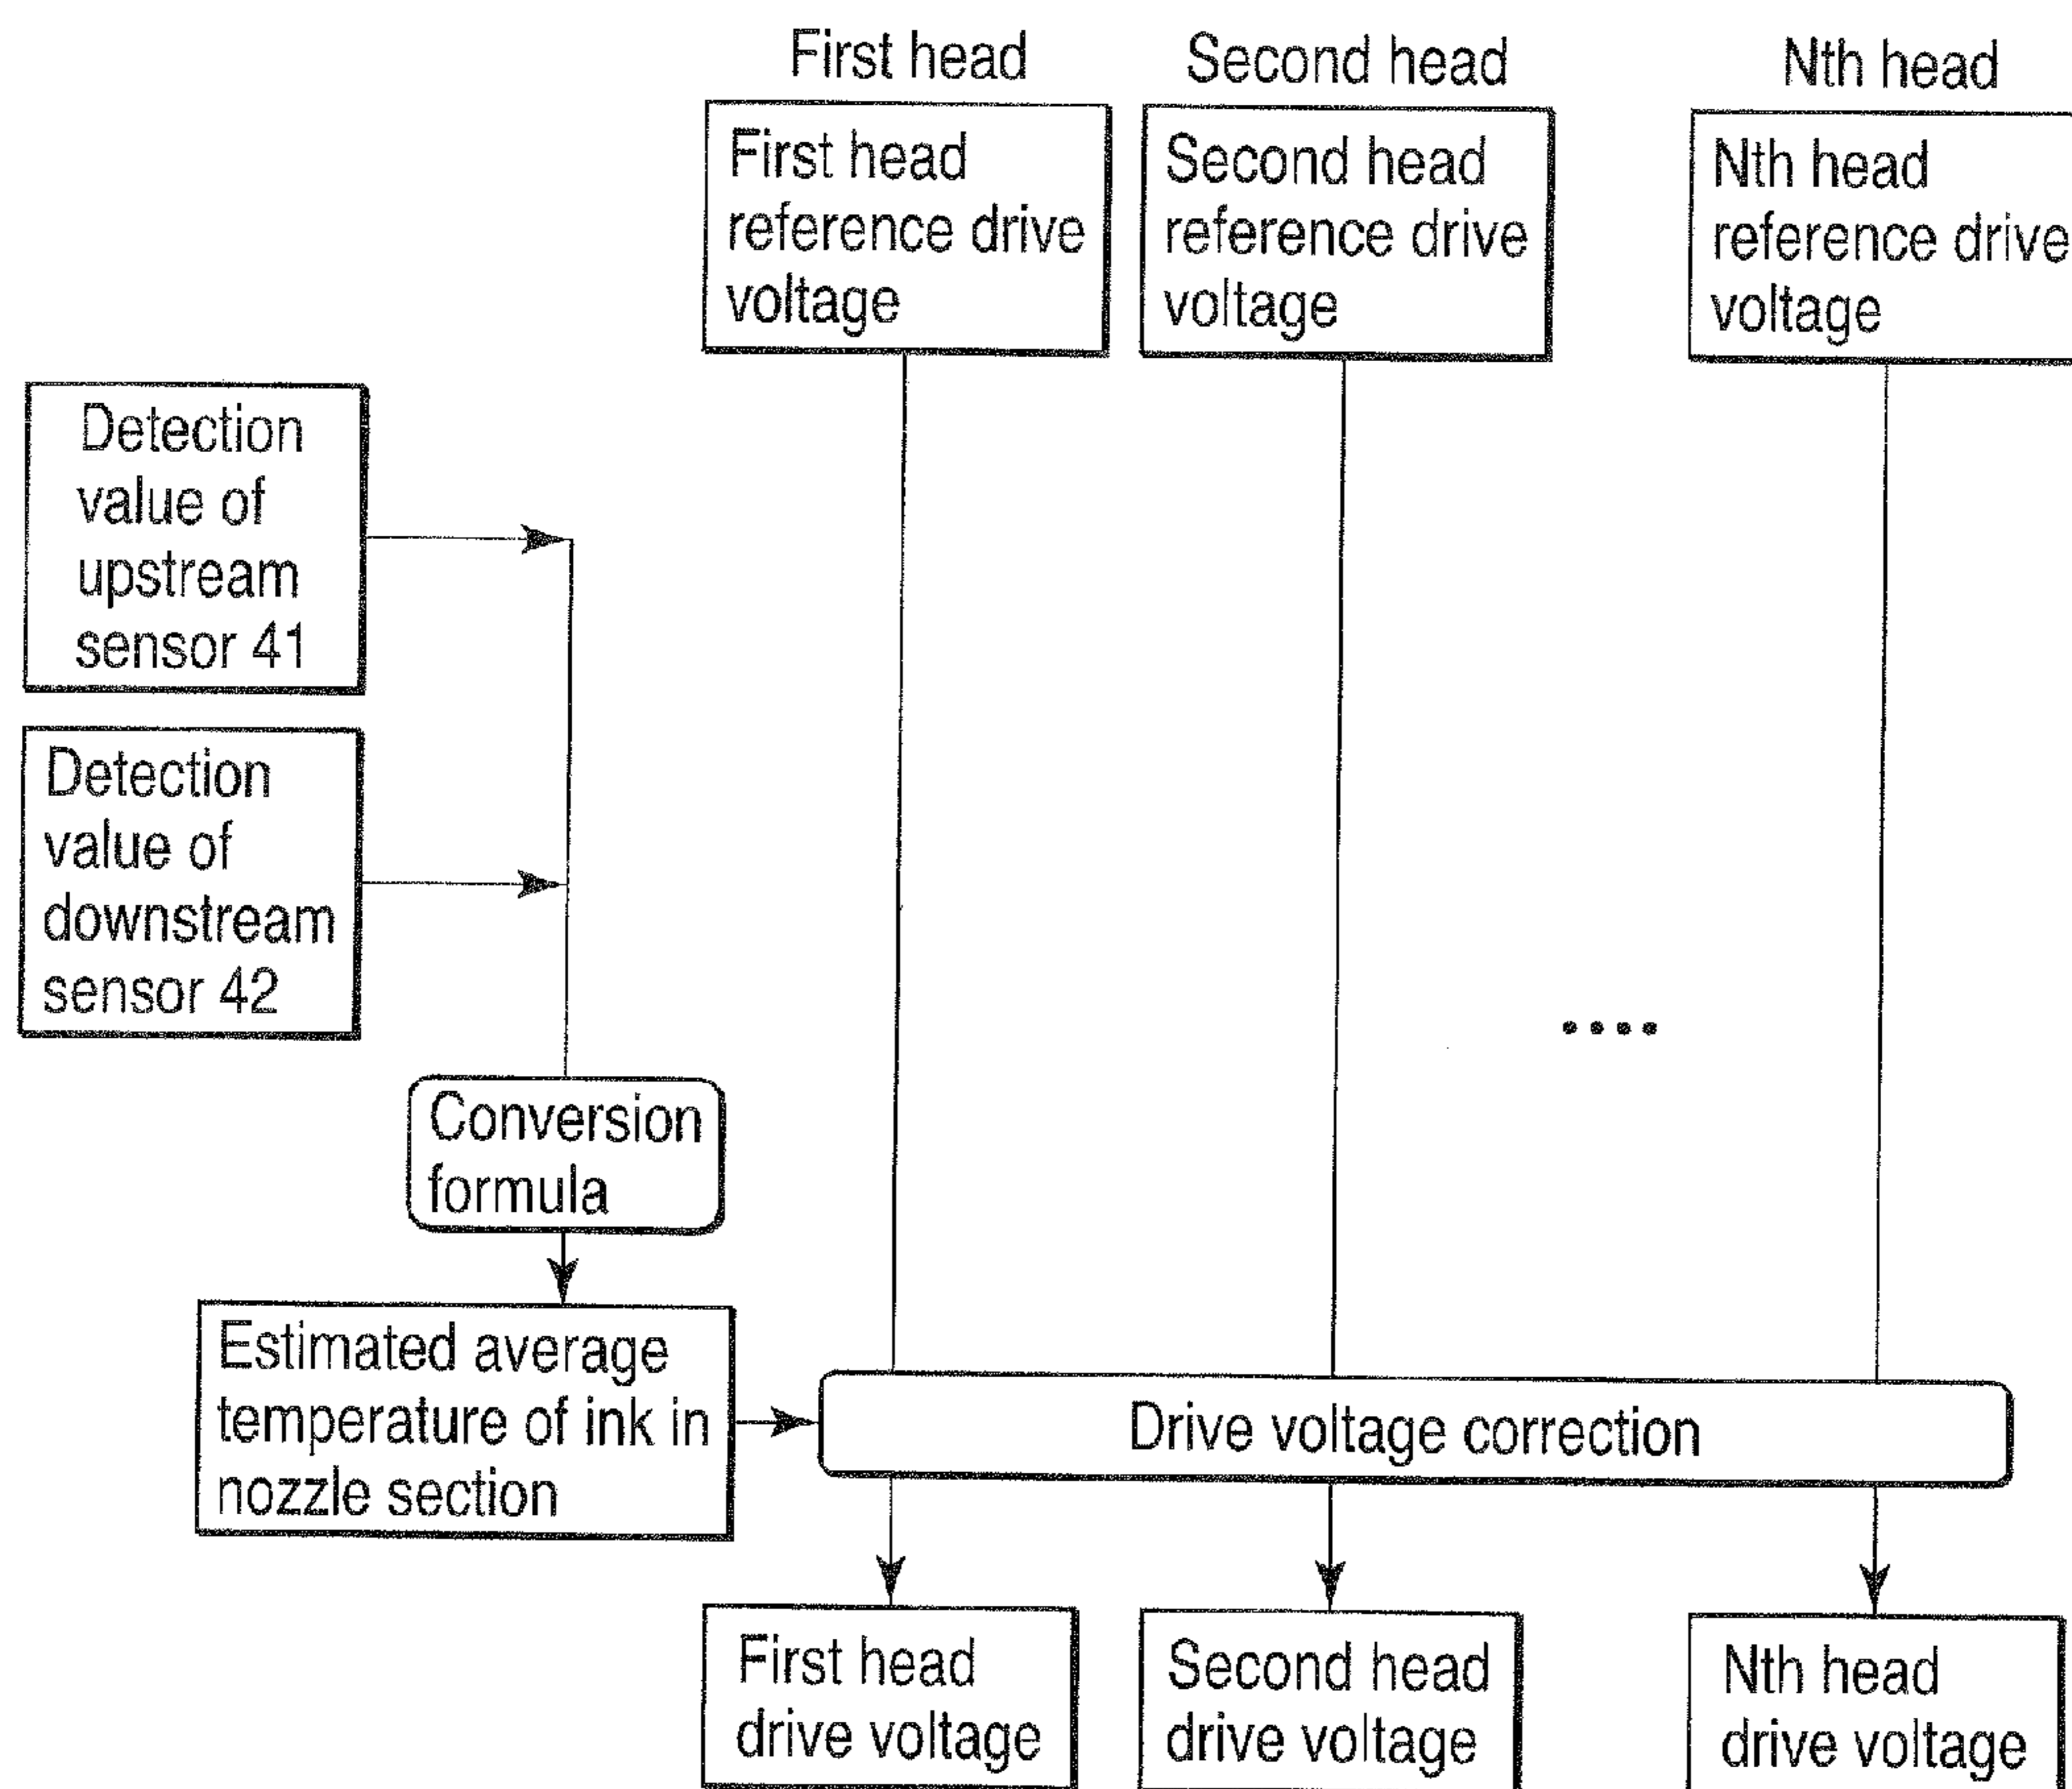 First head
Second head
Nth head
First head
reference drive
voltage
Second head
reference drive
voltage
Nth head
reference drive
voltage
Detection
value of
upstream
sensor 41
Detection
value of
downstream
sensor 42
....
Conversion
formula
Estimated average
temperature of ink in
nozzle section
Drive voltage correction
First head
drive voltage
Second head
drive voltage
Nth head
drive voltage